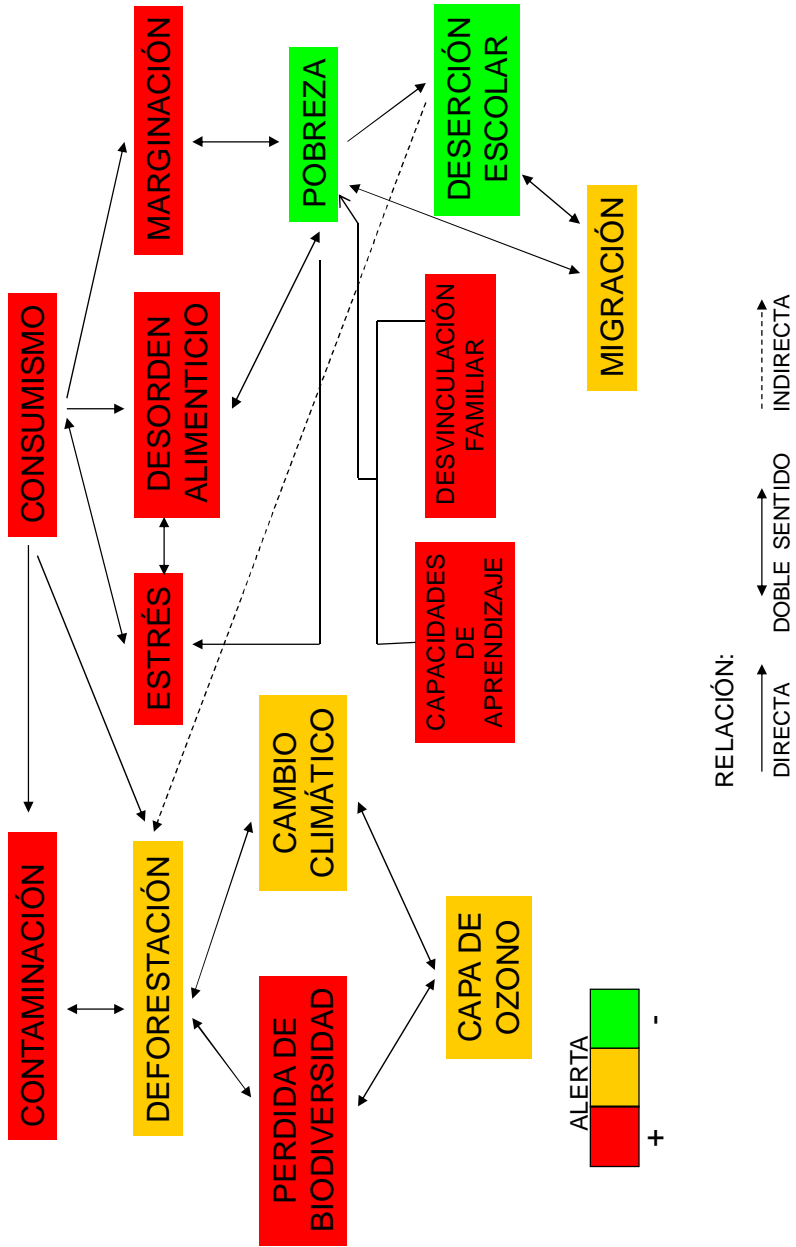 CONTAMINACIÓN
CONSUMISMO
DEFORESTACIÓN
ESTRÉS
DESORDEN
ALIMENTICIO
MARGINACIÓN
PERDIDA DE
BIODIVERSIDAD
CAMBIO
CLIMÁTICO
POBREZA
CAPA DE
OZONO
CAPACIDADES
DE
APRENDIZAJE
DESVINCULACIÓN
FAMILIAR
DESERCIÓN
ESCOLAR
MIGRACIÓN
ALERTA
+
-
RELACIÓN:
DIRECTA
DOBLE SENTIDO
INDIRECTA